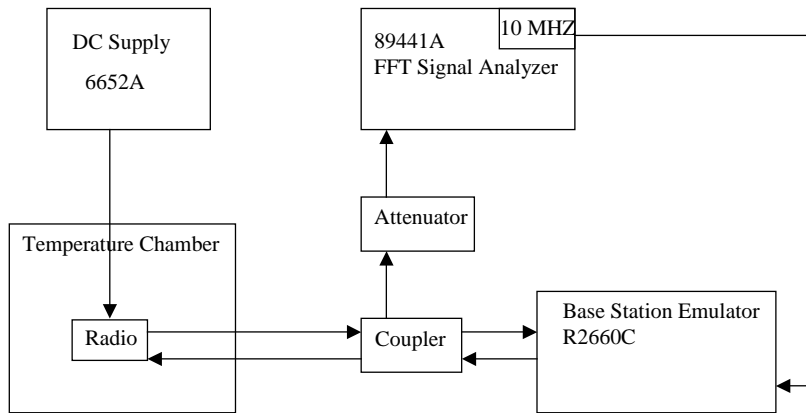 DC Supply
6652A
10 MHZ
89441A
FFT Signal Analyzer
Attenuator
Temperature Chamber
Radio
Coupler
Base Station Emulator
R2660C